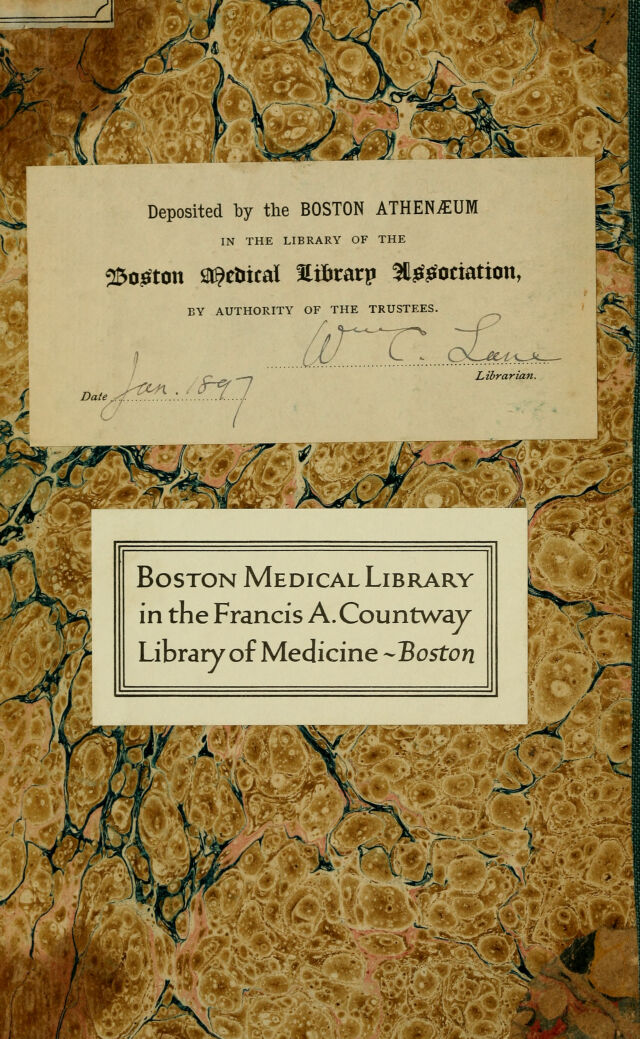 Deposited by the BOSTON ATHENÆUM
IN THE LIBRARY OF THE
Boston Medical Library Association,
BY AUTHORITY OF THE TRUSTEES.
Wm C. Lane
Librarian.
Date Jan. 1897
BOSTON MEDICAL LIBRARY
in the Francis A. Countway
Library of Medicine ~ Boston